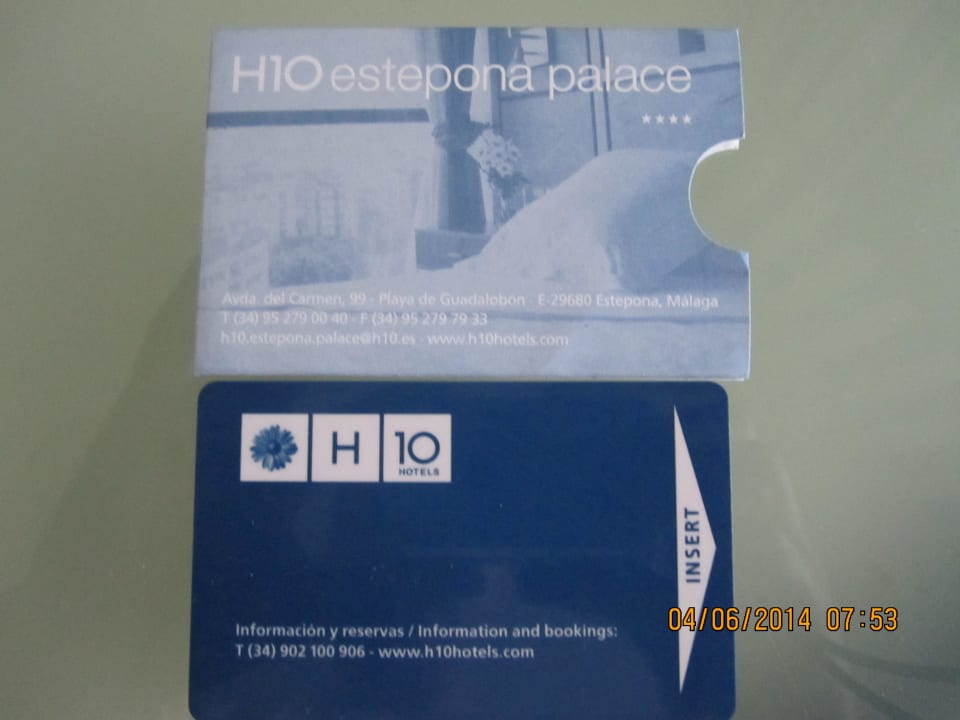 H10 estepona palace
★★★★
Avda. del Carmen, 99 - Playa de Guadalobón · E-29680 Estepona, Málaga
T (34) 95 279 00 40 - F (34) 95 279 79 33
h10.estepona.palace@h10.es · www.h10hotels.com
H 10
HOTELS
INSERT
04/06/2014 07:53
Información y reservas / Information and bookings:
T (34) 902 100 906 - www.h10hotels.com